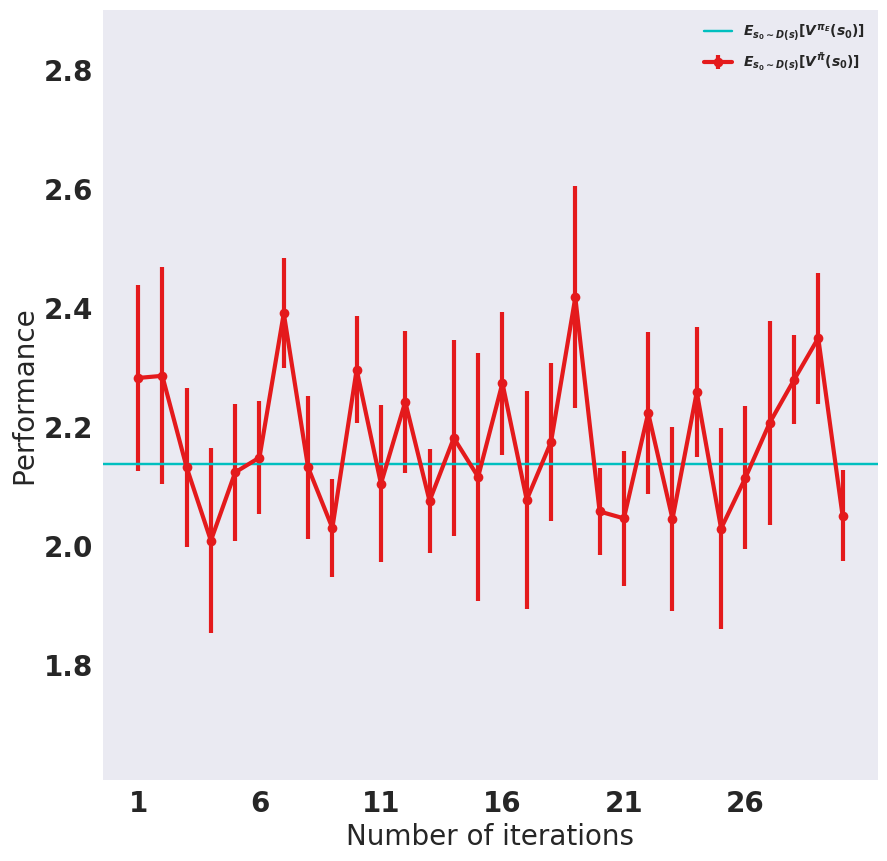 E_{s_0∼D(s)}[V^{π_E}(s_0)]
E_{s_0∼D(s)}[V^{π̃}(s_0)]
2.8
2.6
2.4
2.2
2.0
1.8
Performance
1 6 11 16 21 26
Number of iterations